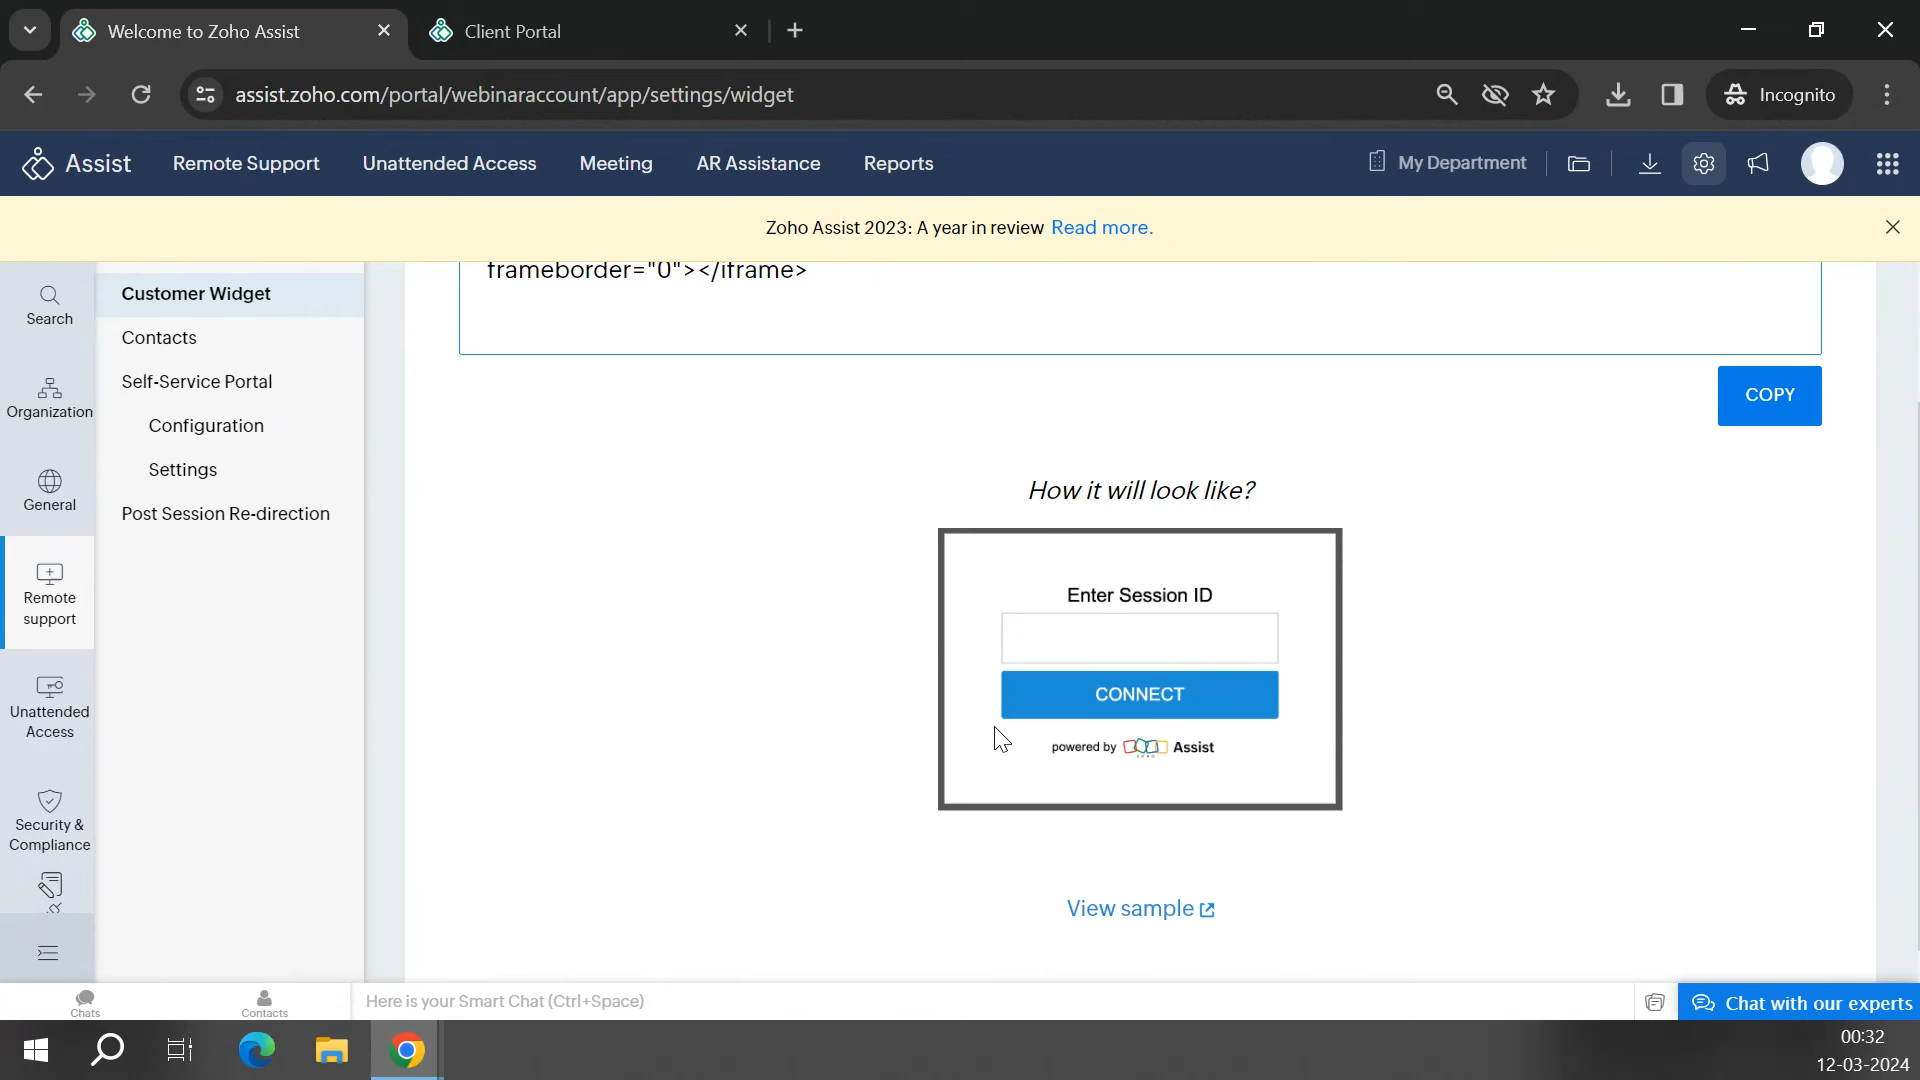 Welcome to Zoho Assist
Client Portal
assist.zoho.com/portal/webinaraccount/app/settings/widget
Incognito
Assist
Remote Support
Unattended Access
Meeting
AR Assistance
Reports
My Department
Zoho Assist 2023: A year in review Read more.
Search
Organization
General
Remote
support
Unattended
Access
Security &
Compliance
Customer Widget
Contacts
Self-Service Portal
Configuration
Settings
Post Session Re-direction
frameborder="0"></iframe>
COPY
How it will look like?
Enter Session ID
CONNECT
powered by ZOHO Assist
View sample
Chats
Contacts
Here is your Smart Chat (Ctrl+Space)
Chat with our experts
00:32
12-03-2024